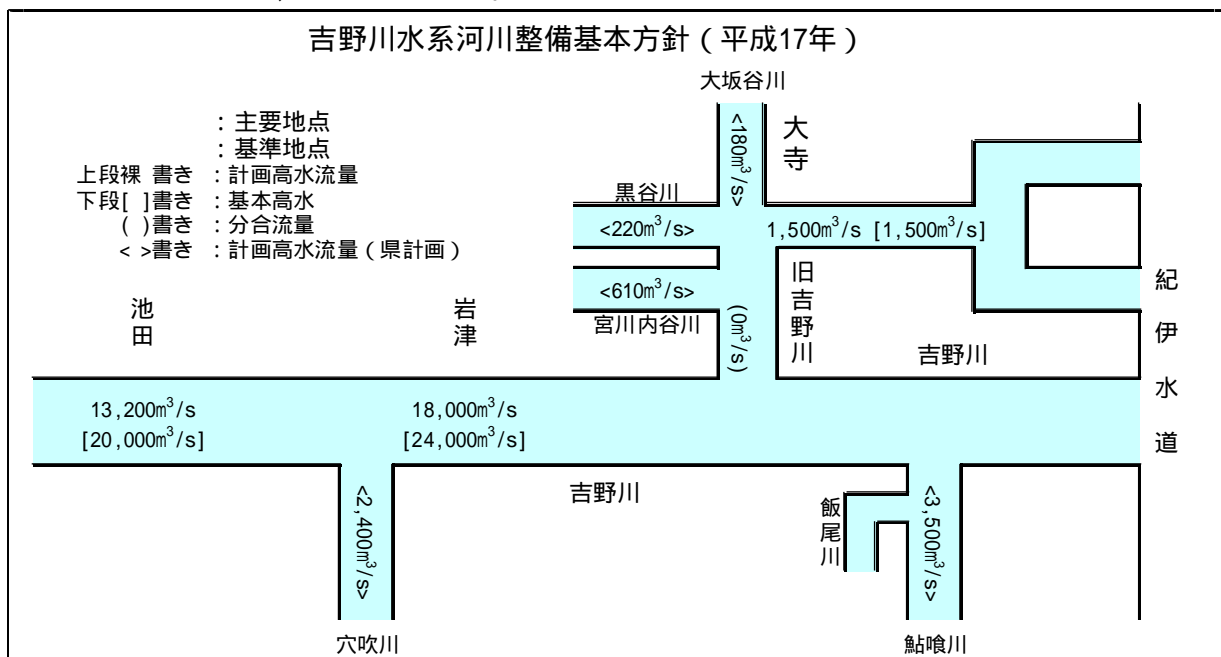 吉野川水系河川整備基本方針(平成17年)
大坂谷川
:主要地点
:基準地点
上段裸 書き :計画高水流量
下段[ ]書き :基本高水
( )書き :分合流量
< >書き :計画高水流量(県計画)
<180m³/s>
大寺
黒谷川
<220m³/s>
1,500m³/s [1,500m³/s]
<610m³/s>
宮川内谷川
(0m³/s)
旧吉野川
池田
岩津
吉野川
紀伊水道
13,200m³/s
[20,000m³/s]
18,000m³/s
[24,000m³/s]
<2,400m³/s>
吉野川
飯尾川
<3,500m³/s>
穴吹川
鮎喰川